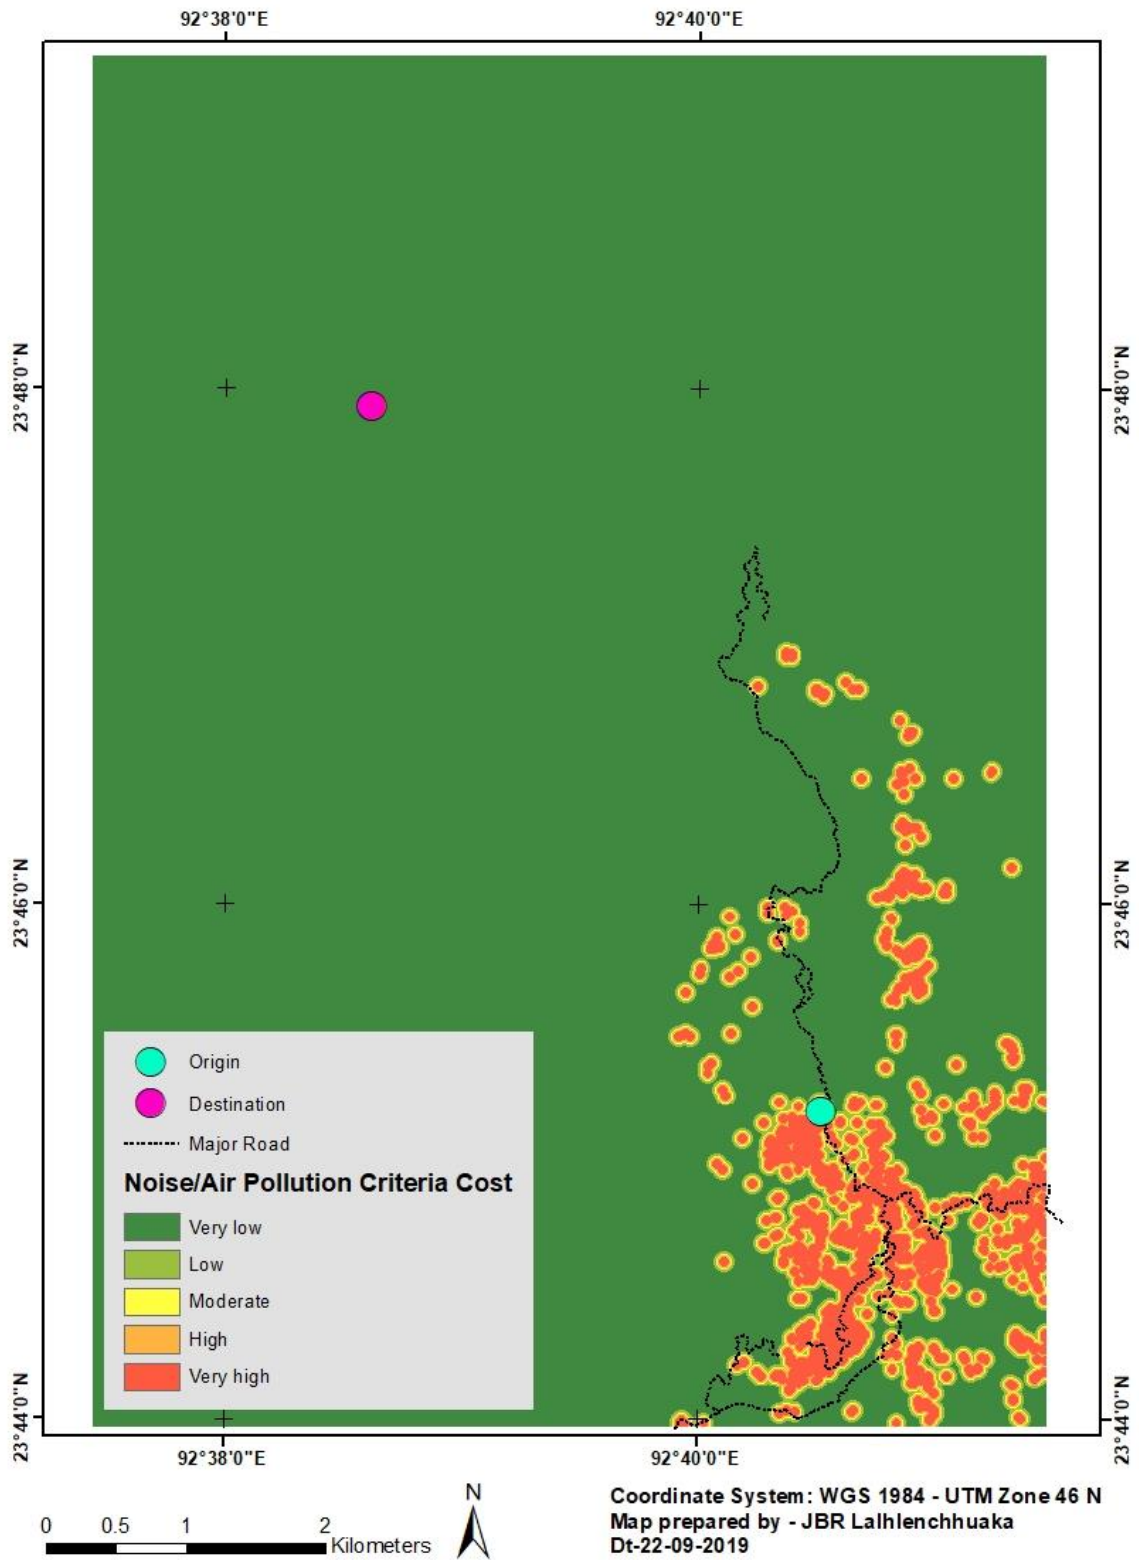 92°38'0"E 92°40'0"E
23°48'0"N 23°48'0"N
23°46'0"N 23°46'0"N
Origin
Destination
Major Road
Noise/Air Pollution Criteria Cost
Very low
Low
Moderate
High
Very high
23°44'0"N 23°44'0"N
92°38'0"E 92°40'0"E
N
0 0.5 1 2
Kilometers
Coordinate System: WGS 1984 - UTM Zone 46 N
Map prepared by - JBR Lalhlenchhuaka
Dt-22-09-2019